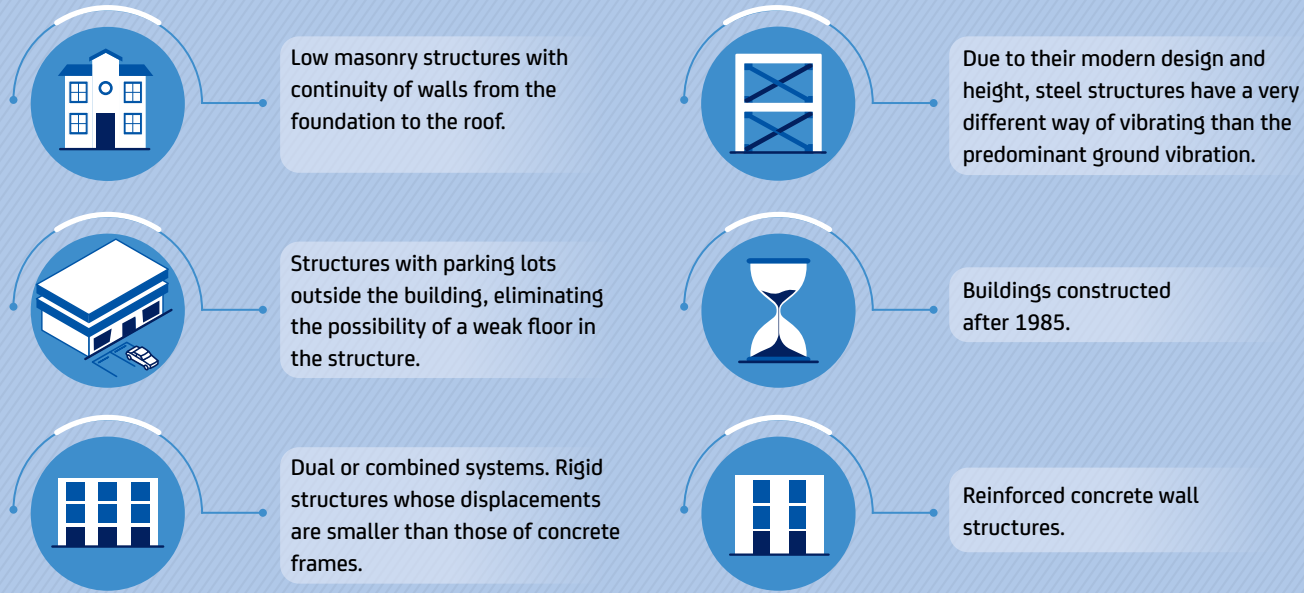 Low masonry structures with
continuity of walls from the
foundation to the roof.
Due to their modern design and
height, steel structures have a very
different way of vibrating than the
predominant ground vibration.
Structures with parking lots
outside the building, eliminating
the possibility of a weak floor in
the structure.
Buildings constructed
after 1985.
Dual or combined systems. Rigid
structures whose displacements
are smaller than those of concrete
frames.
Reinforced concrete wall
structures.